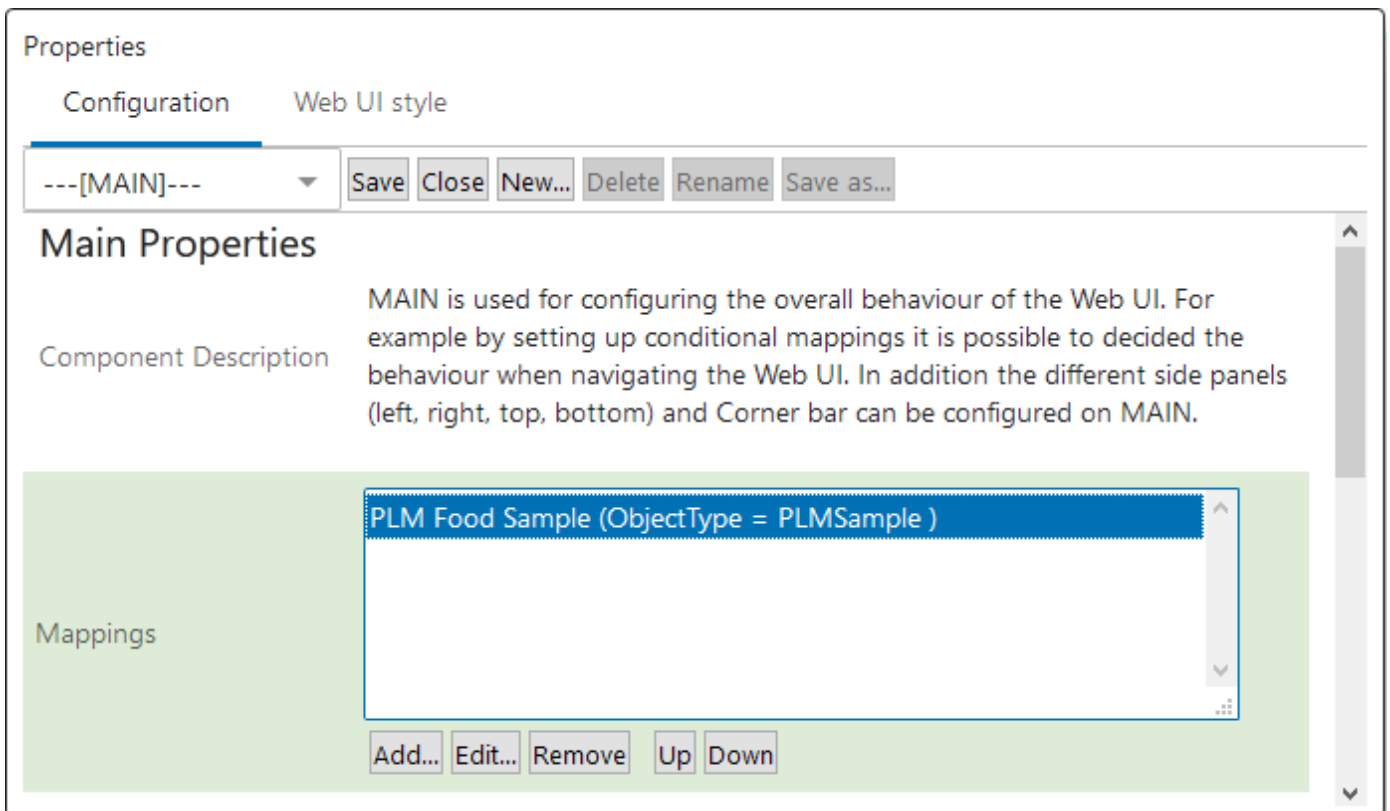 Properties
Configuration Web UI style
---[MAIN]--- Save Close New... Delete Rename Save as...
Main Properties
Component Description
MAIN is used for configuring the overall behaviour of the Web UI. For
example by setting up conditional mappings it is possible to decided the
behaviour when navigating the Web UI. In addition the different side panels
(left, right, top, bottom) and Corner bar can be configured on MAIN.
Mappings
PLM Food Sample (ObjectType = PLMSample )
Add... Edit... Remove Up Down